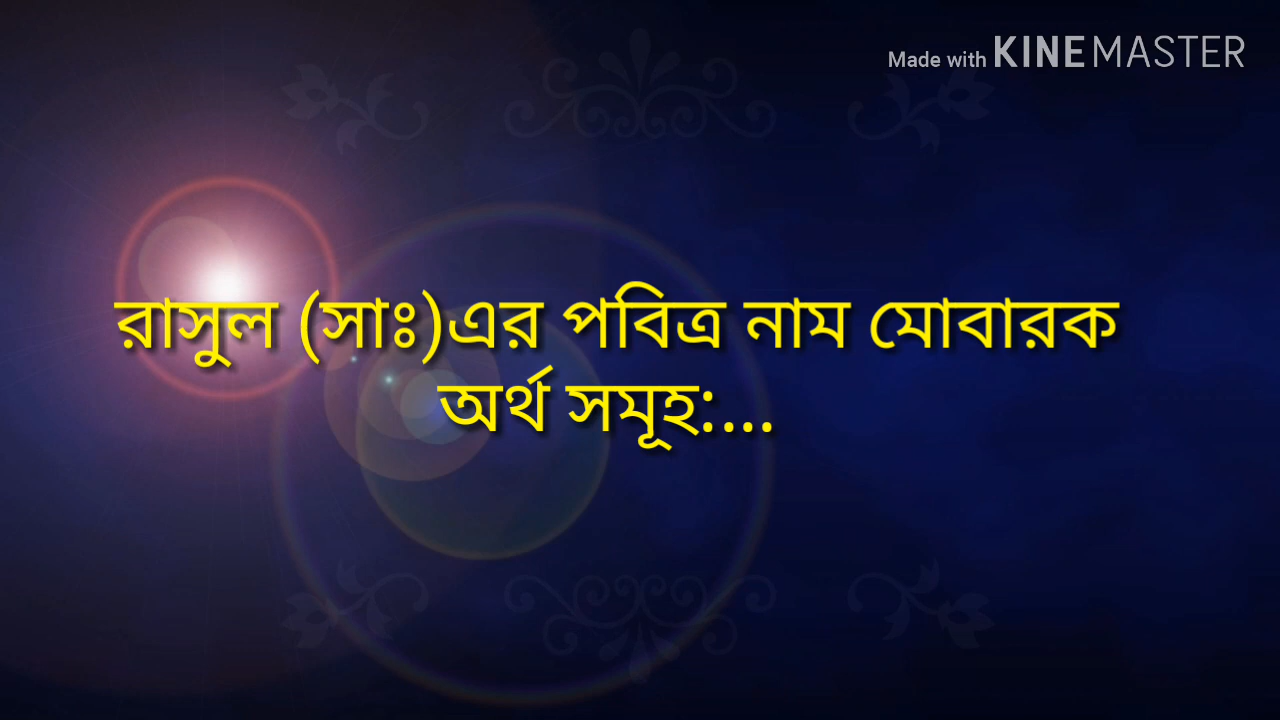 Made with KINEMASTER
রাসুল (সাঃ)এর পবিত্র নাম মোবারক
অর্থ সমূহ:...